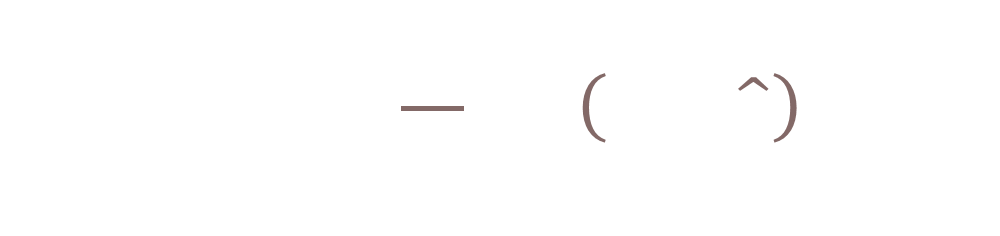 — ( ^)